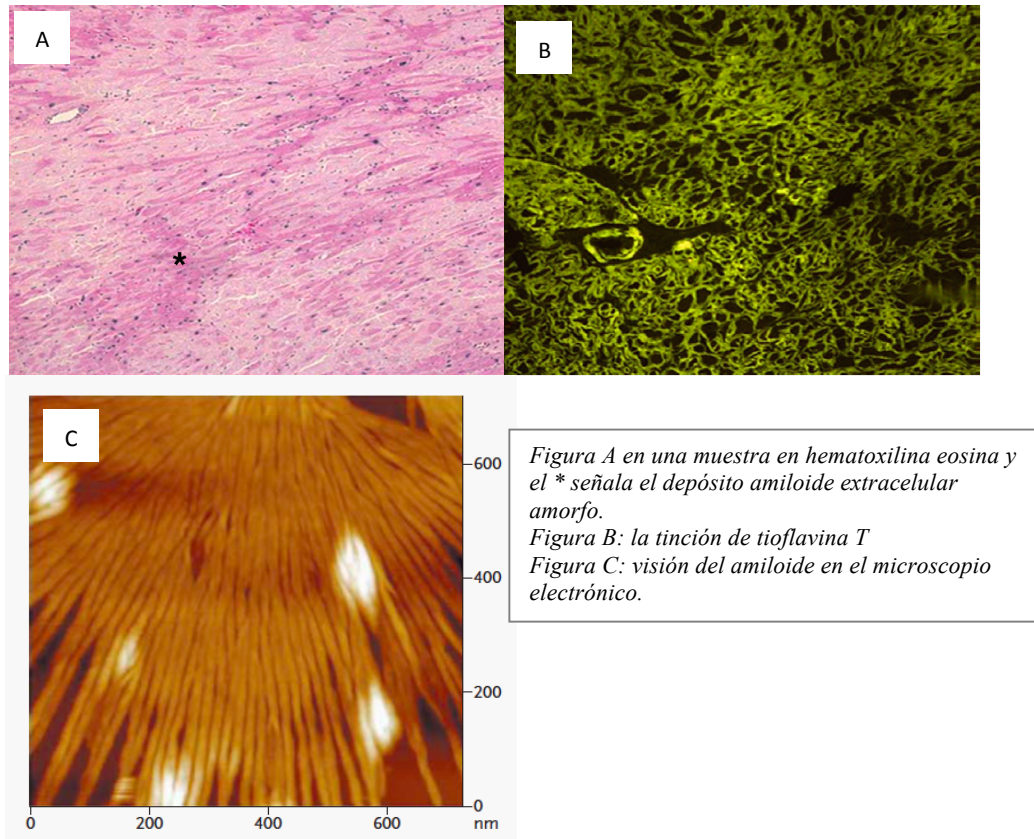 A
B
*
C
600
400
200
0
0
200
400
600
nm
Figura A en una muestra en hematoxilina eosina y
el * señala el depósito amiloide extracelular
amorfo.
Figura B: la tinción de tioflavina T
Figura C: visión del amiloide en el microscopio
electrónico.